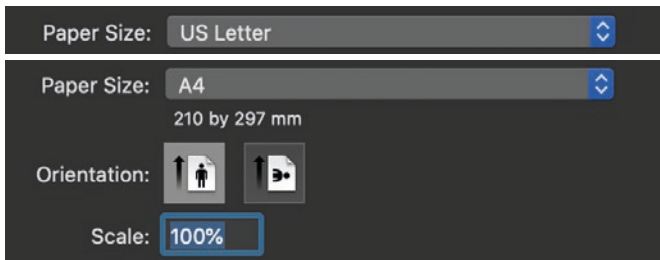 Paper Size: US Letter
Paper Size: A4
210 by 297 mm
Orientation:
Scale: 100%